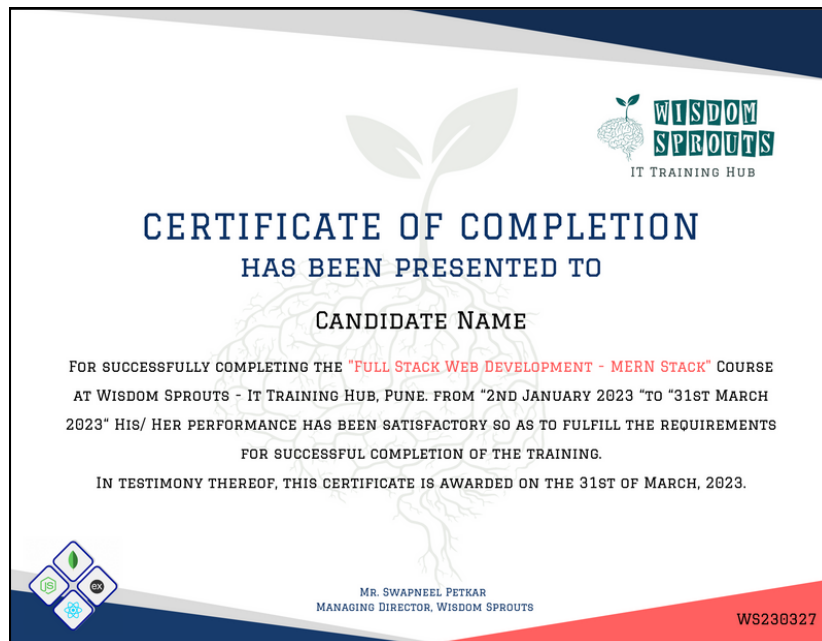 WISDOM
SPROUTS
IT TRAINING HUB
CERTIFICATE OF COMPLETION
HAS BEEN PRESENTED TO
CANDIDATE NAME
FOR SUCCESSFULLY COMPLETING THE "FULL STACK WEB DEVELOPMENT - MERN STACK" COURSE
AT WISDOM SPROUTS - IT TRAINING HUB, PUNE. FROM “2ND JANUARY 2023 “TO “31ST MARCH
2023“ HIS/ HER PERFORMANCE HAS BEEN SATISFACTORY SO AS TO FULFILL THE REQUIREMENTS
FOR SUCCESSFUL COMPLETION OF THE TRAINING.
IN TESTIMONY THEREOF, THIS CERTIFICATE IS AWARDED ON THE 31ST OF MARCH, 2023.
JS
ex
MR. SWAPNEEL PETKAR
MANAGING DIRECTOR, WISDOM SPROUTS
WS230327